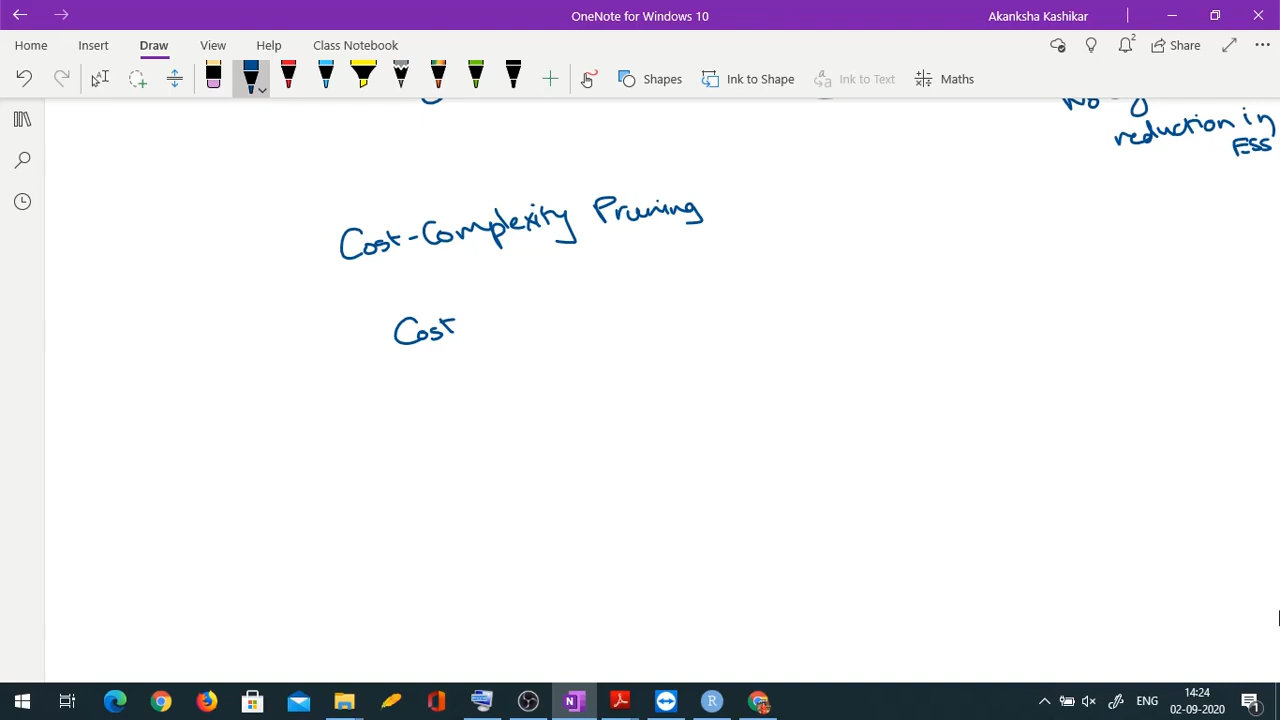 OneNote for Windows 10
Akanksha Kashikar
Home Insert Draw View Help Class Notebook
Share
Shapes Ink to Shape Ink to Text Maths
No
reduction in
ESS
Cost-Complexity Pruning
Cost
ENG
14:24
02-09-2020